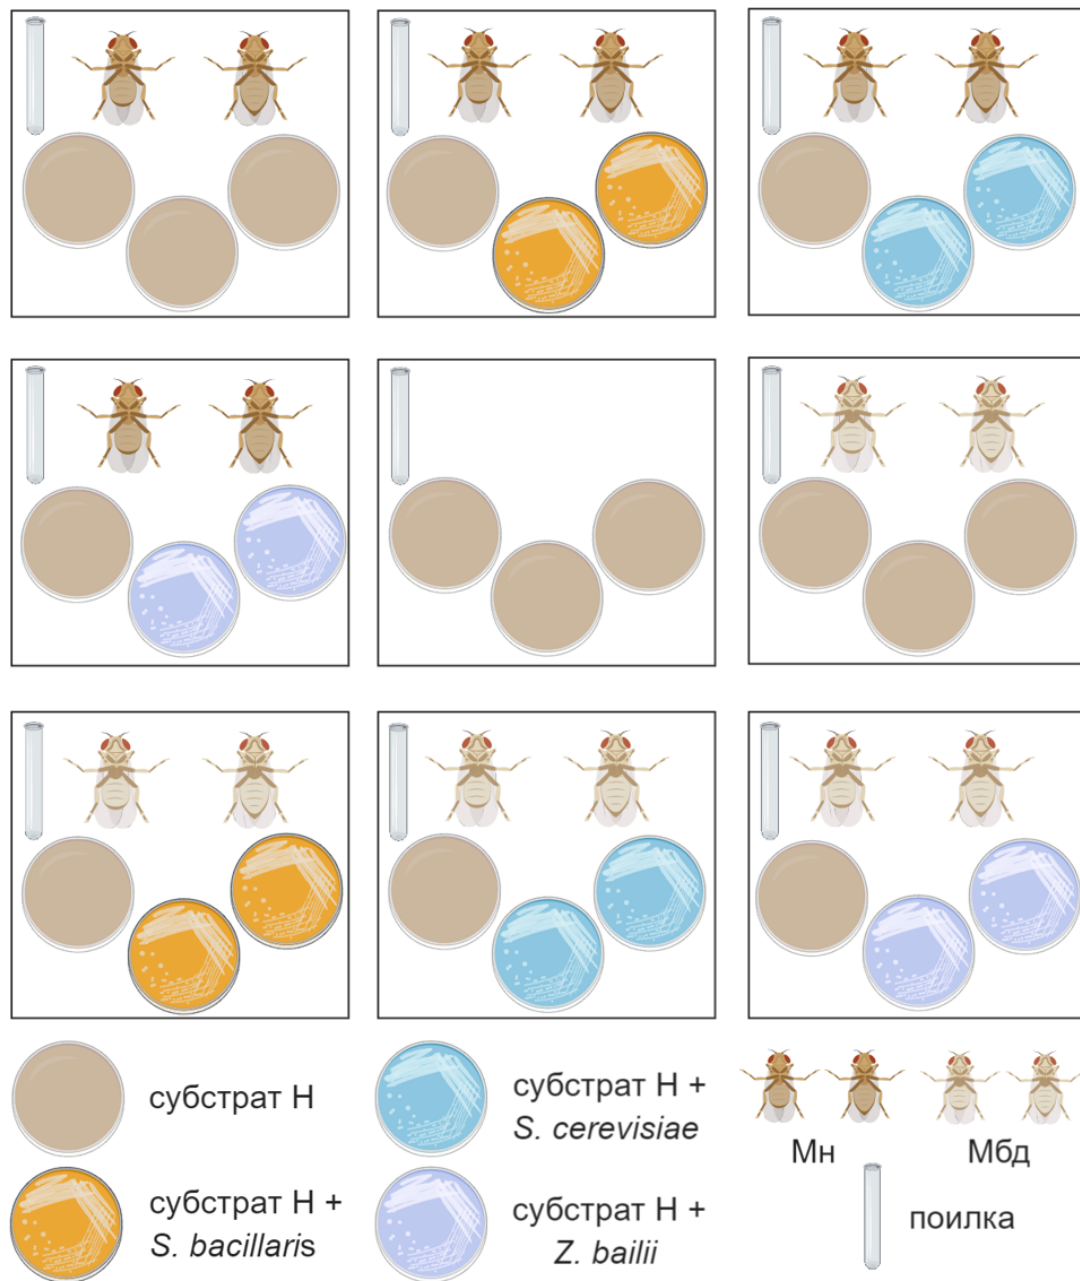 субстрат Н
субстрат Н +
S. cerevisiae
Мн
Мбд
субстрат Н +
S. bacillaris
субстрат Н +
Z. bailii
поилка